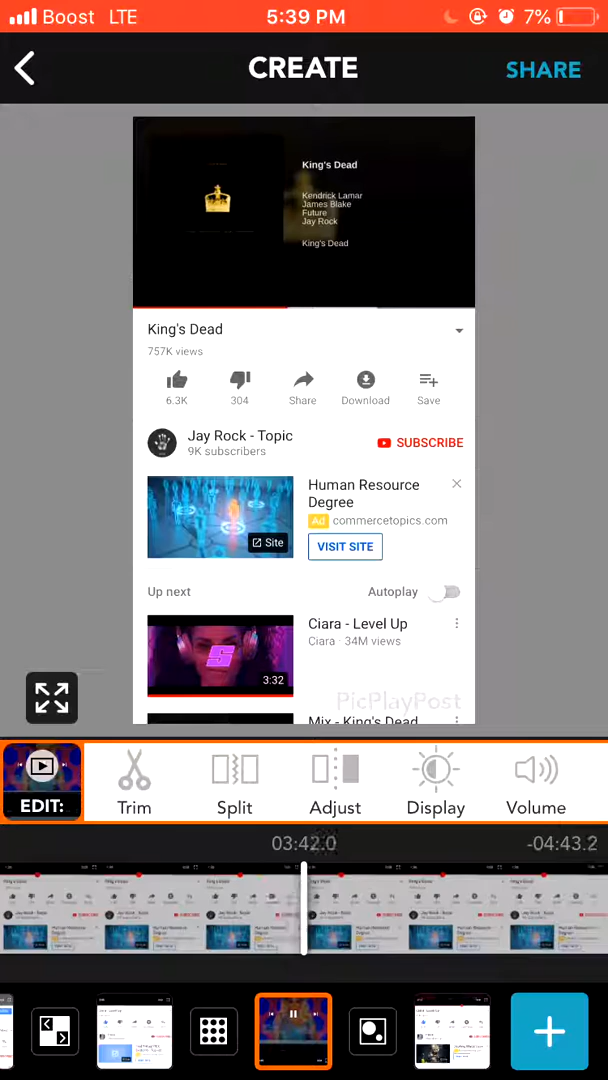 Boost LTE 5:39 PM 7%
CREATE
SHARE
King's Dead
Kendrick Lamar
James Blake
Future
Jay Rock
King's Dead
King's Dead
757K views
6.3K 304 Share Download Save
Jay Rock - Topic
9K subscribers
SUBSCRIBE
Human Resource
Degree
Ad commercetopics.com
Site
VISIT SITE
Up next Autoplay
Ciara - Level Up
Ciara · 34M views
3:32
PicPlayPost
Mix - King's Dead
EDIT: Trim Split Adjust Display Volume
03:42.0 -04:43.2